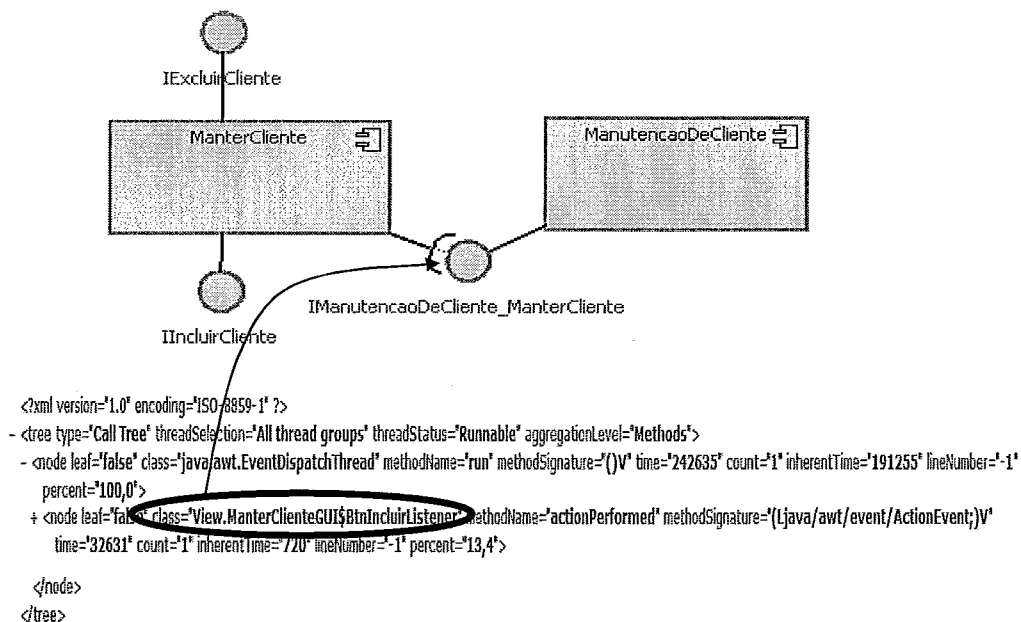 IExcluirCliente
ManterCliente
ManutencaoDeCliente
IManutencaoDeCliente_ManterCliente
IIncluirCliente
<?xml version="1.0" encoding="ISO-8859-1" ?>
- <tree type="Call Tree" threadSelection="All thread groups" threadStatus="Runnable" aggregationLevel="Methods">
- <node leaf="false" class="java.awt.EventDispatchThread" methodName="run" methodSignature="()V" time="242635" count="1" inherentTime="191255" lineNumber="-1"
percent="100,0">
+ <node leaf="false" class="View.ManterClienteGUI$BtnIncluirListener" methodName="actionPerformed" methodSignature="(Ljava/awt/event/ActionEvent;)V"
time="32631" count="1" inherentTime="720" lineNumber="-1" percent="13,4">
</node>
</tree>